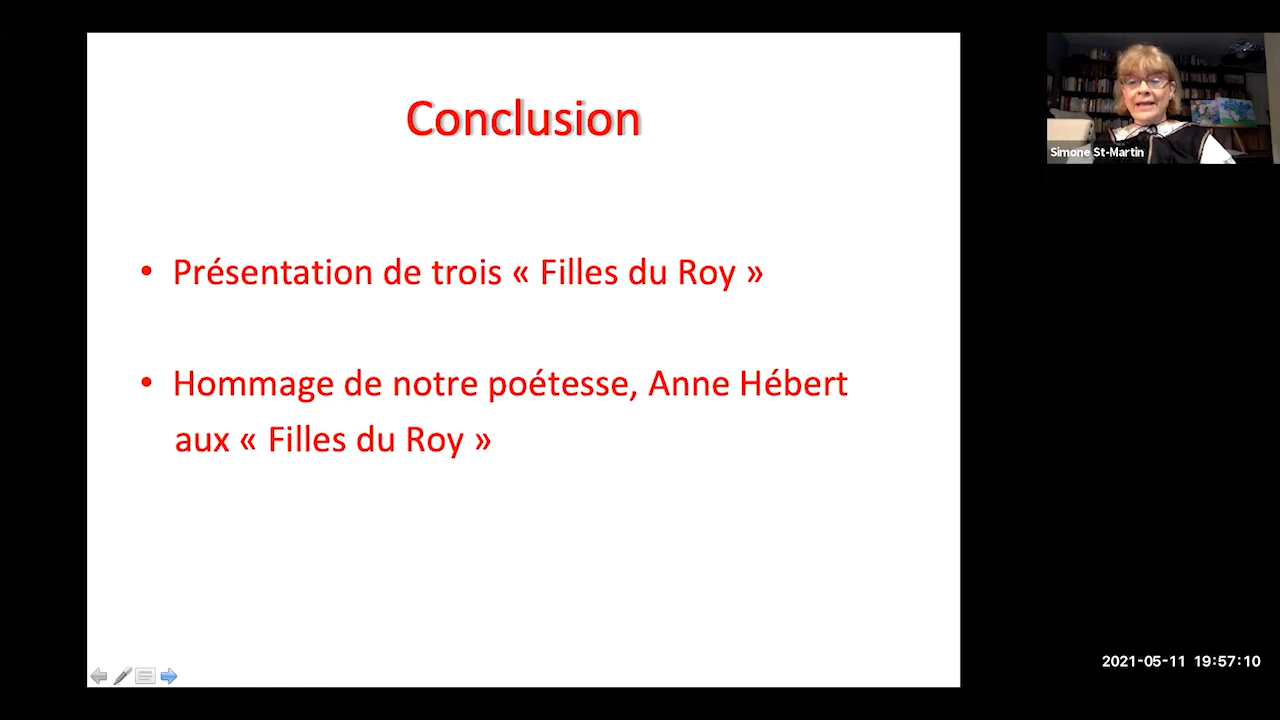 Conclusion
• Présentation de trois « Filles du Roy »
• Hommage de notre poétesse, Anne Hébert
aux « Filles du Roy »
Simone St-Martin
2021-05-11 19:57:10